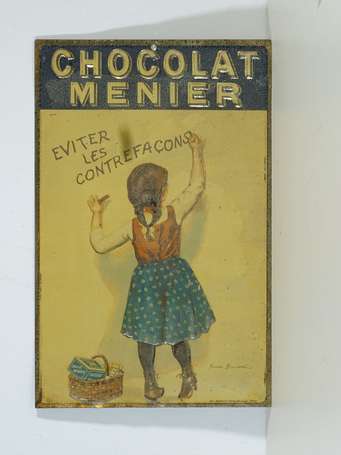 CHOCOLAT
MENIER
EVITER
LES
CONTREFAÇONS